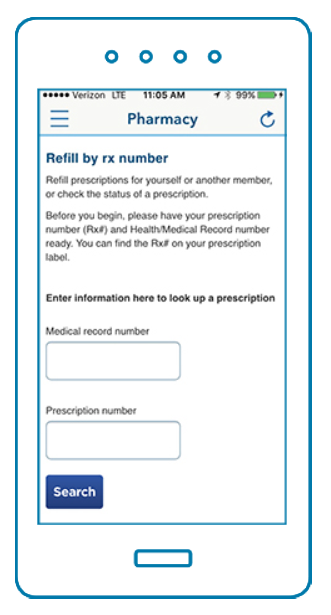 Verizon LTE 11:05 AM 99%
Pharmacy
Refill by rx number
Refill prescriptions for yourself or another member,
or check the status of a prescription.
Before you begin, please have your prescription
number (Rx#) and Health/Medical Record number
ready. You can find the Rx# on your prescription
label.
Enter information here to look up a prescription
Medical record number
Prescription number
Search